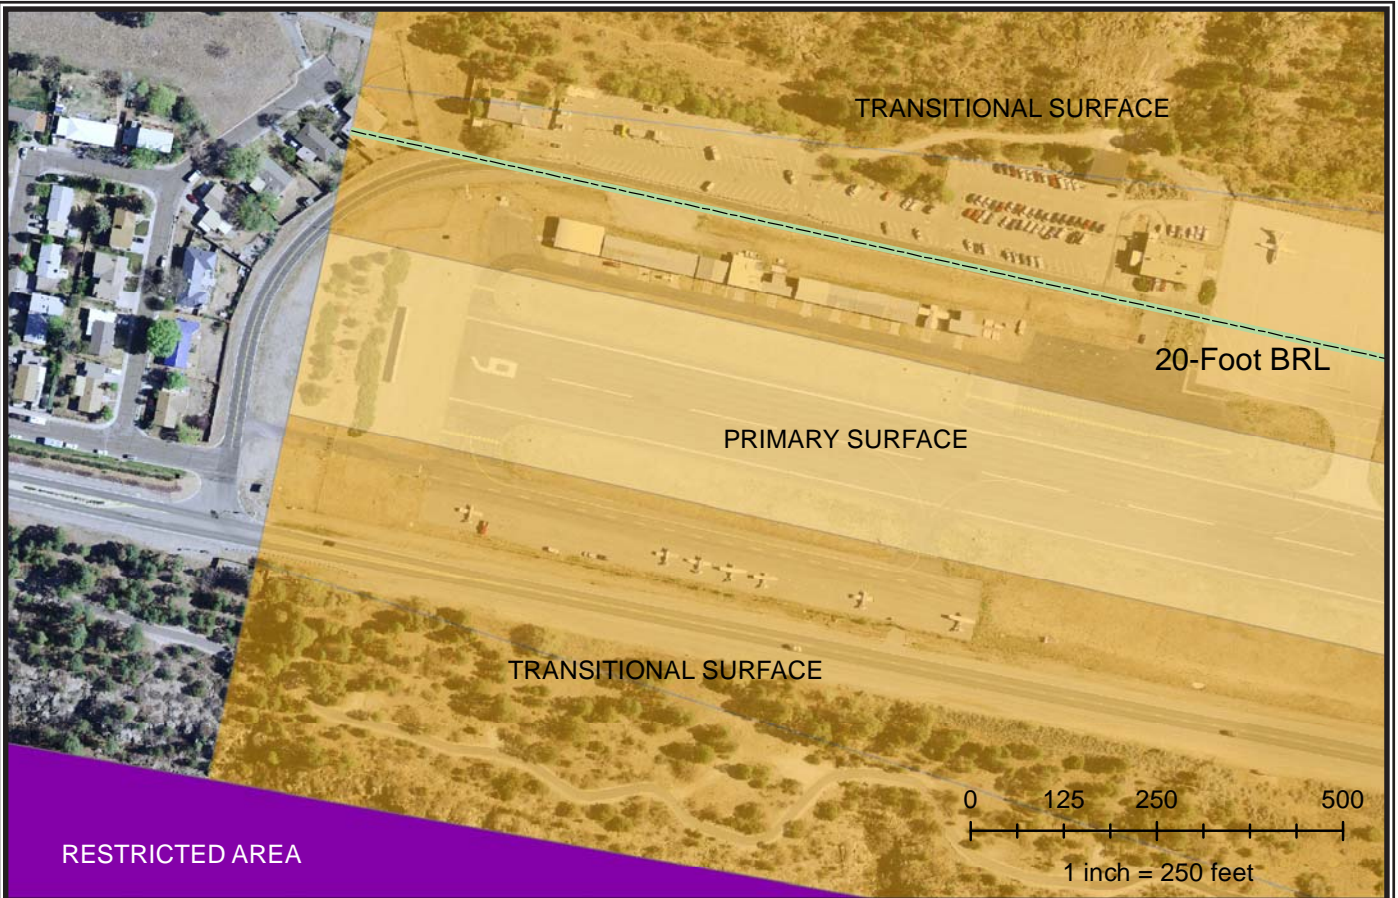 TRANSITIONAL SURFACE
20-Foot BRL
PRIMARY SURFACE
TRANSITIONAL SURFACE
0 125 250 500
1 inch = 250 feet
RESTRICTED AREA